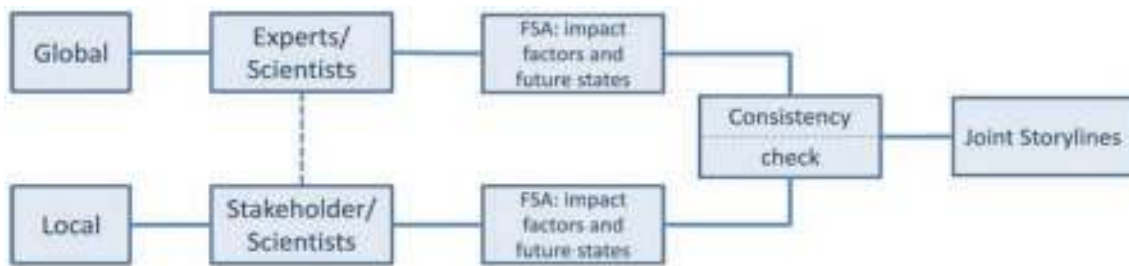 Global
Experts/
Scientists
FSA: impact
factors and
future states
Consistency
check
Joint Storylines
Local
Stakeholder/
Scientists
FSA: Impact
factors and
future states